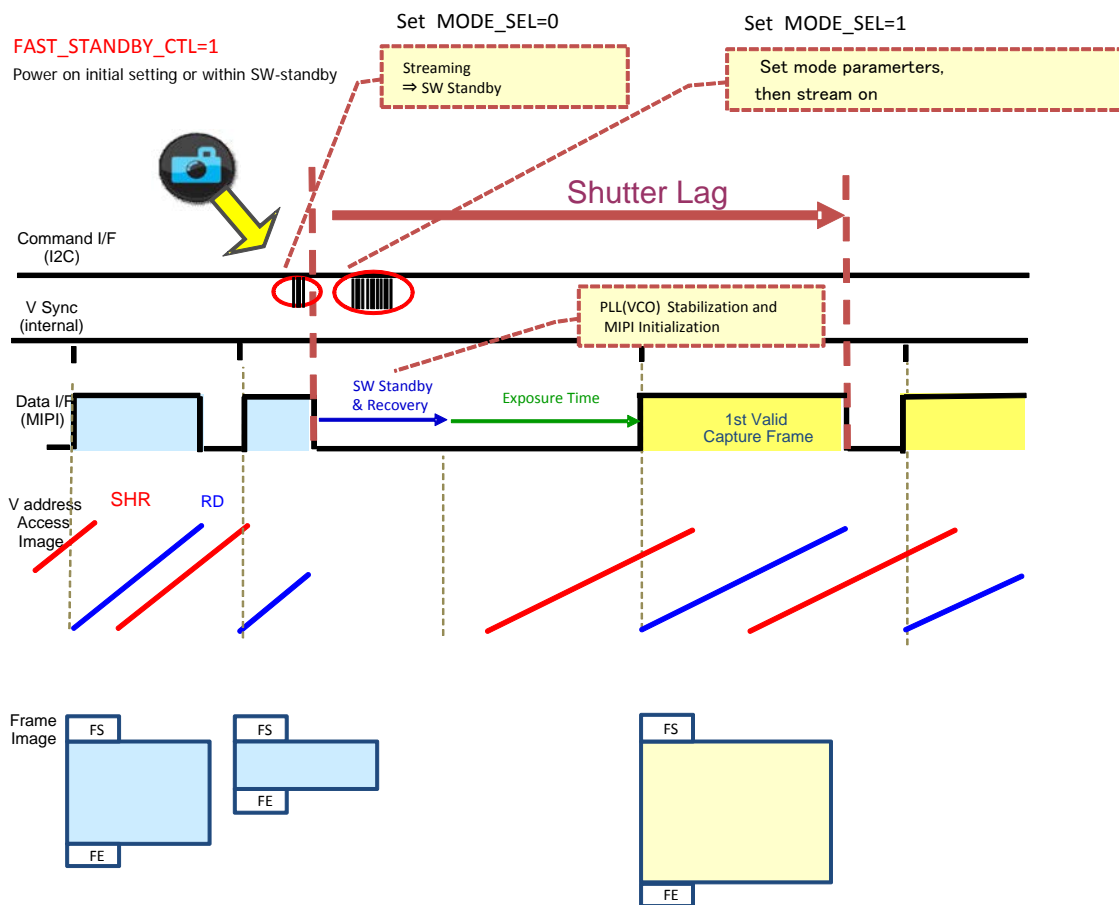 Set MODE_SEL=0
Set MODE_SEL=1
FAST_STANDBY_CTL=1
Power on initial setting or within SW-standby
Streaming
⇒ SW Standby
Set mode paramerters,
then stream on
Shutter Lag
Command I/F
(I2C)
V Sync
(internal)
PLL(VCO) Stabilization and
MIPI Initialization
Data I/F
(MIPI)
SW Standby
& Recovery
Exposure Time
1st Valid
Capture Frame
V address
Access
Image
SHR
RD
Frame
Image
FS
FE
FS
FE
FS
FE